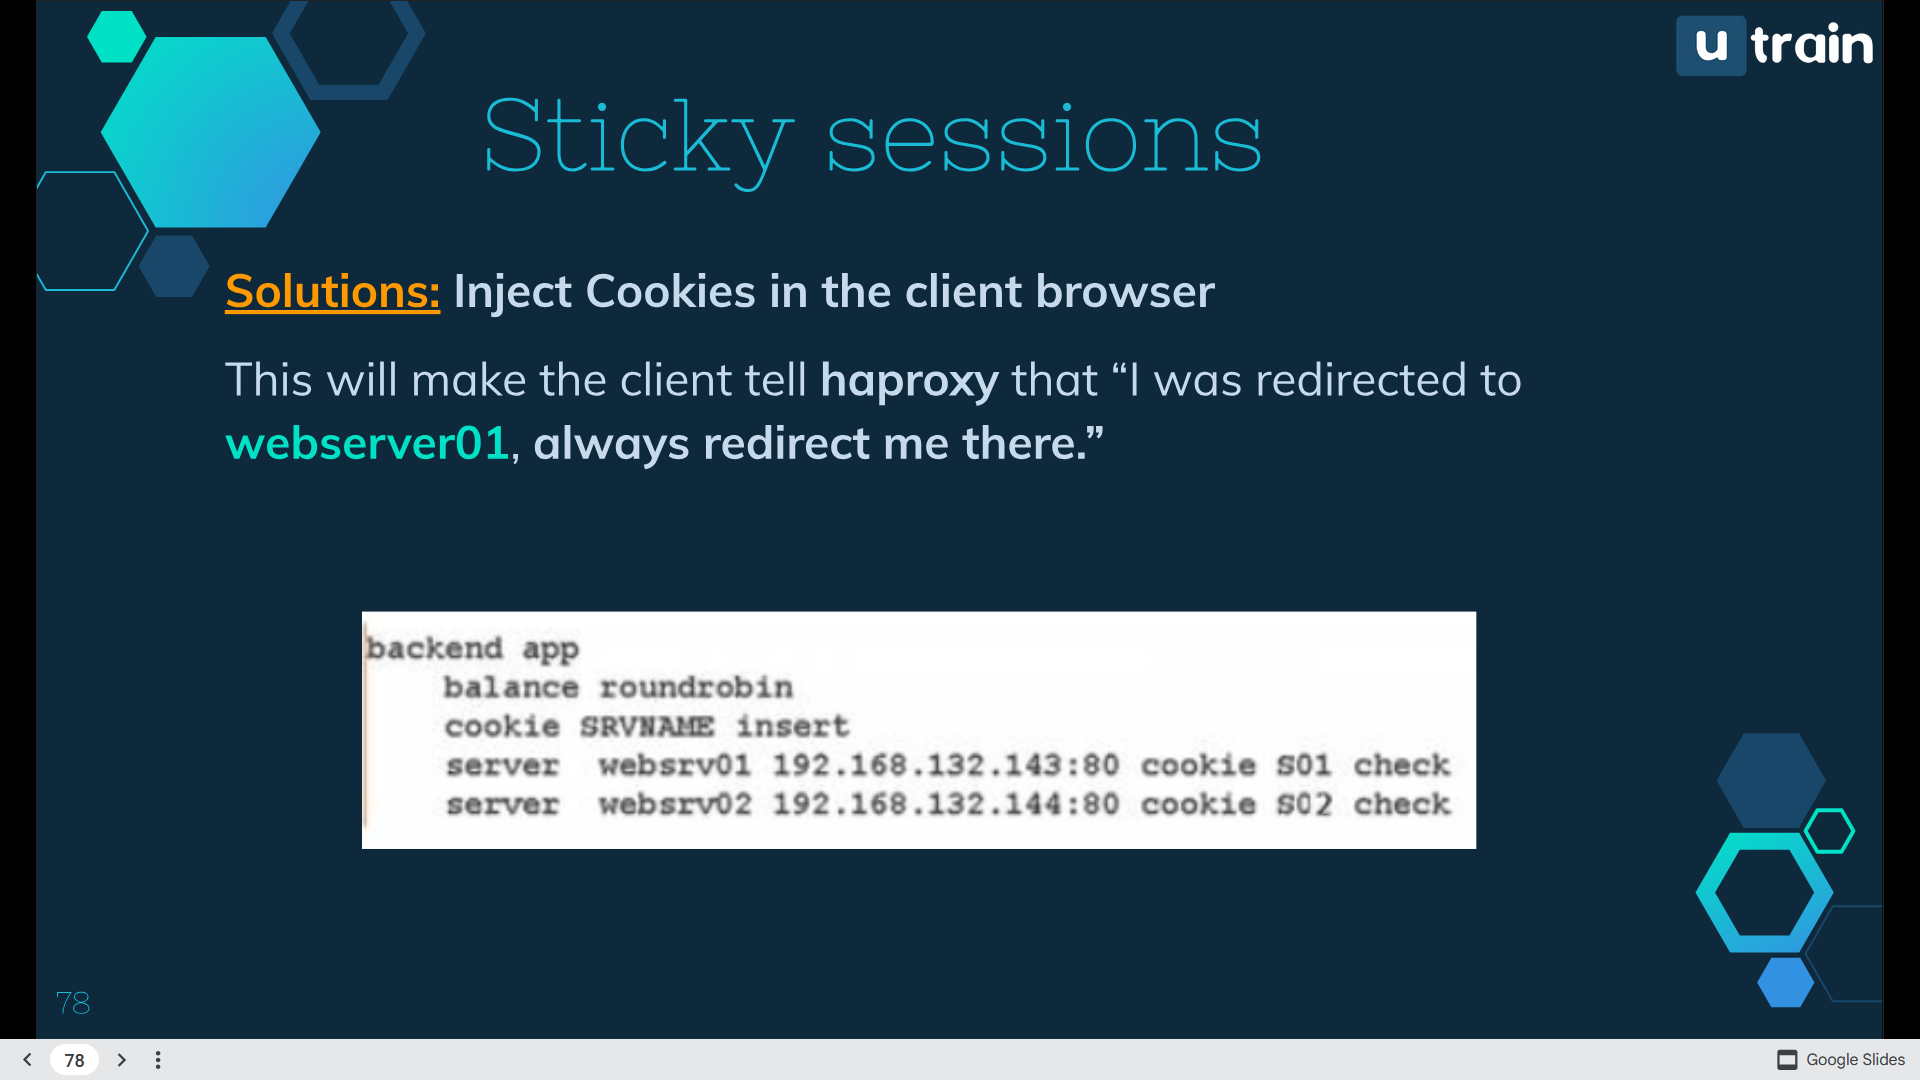 u train
Sticky sessions
Solutions: Inject Cookies in the client browser
This will make the client tell haproxy that “I was redirected to
webserver01, always redirect me there.”
backend app
balance roundrobin
cookie SRVNAME insert
server websrv01 192.168.132.143:80 cookie S01 check
server websrv02 192.168.132.144:80 cookie S02 check
78
78
Google Slides